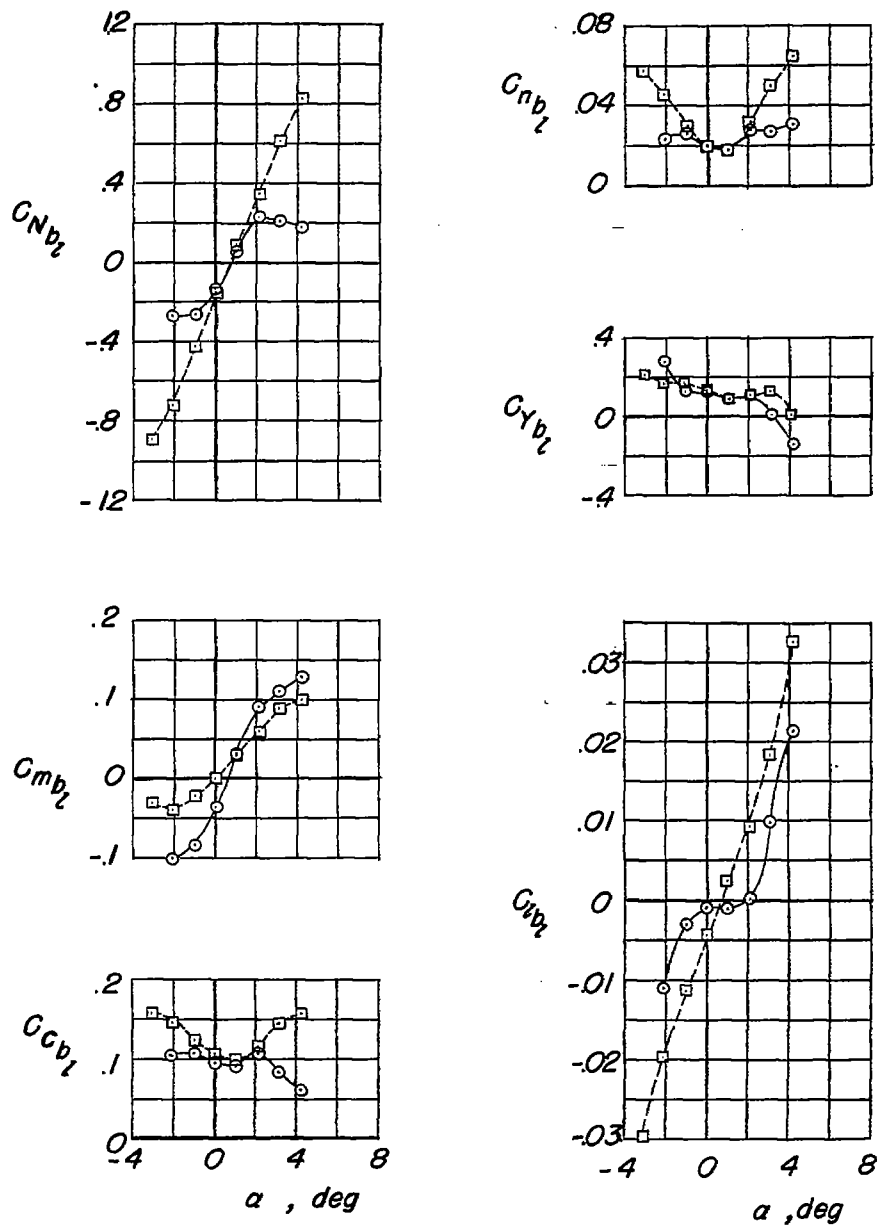 1.2
.8
.4
0
-.4
-.8
-1.2
C_{N_{b_l}}
.2
.1
0
-.1
C_{m_{b_l}}
.2
.1
0
C_{c_{b_l}}
-4 0 4 8
α , deg
.08
.04
0
C_{n_{b_l}}
.4
0
-.4
C_{Y_{b_l}}
.03
.02
.01
0
-.01
-.02
-.03
C_{l_{b_l}}
-4 0 4 8
α , deg